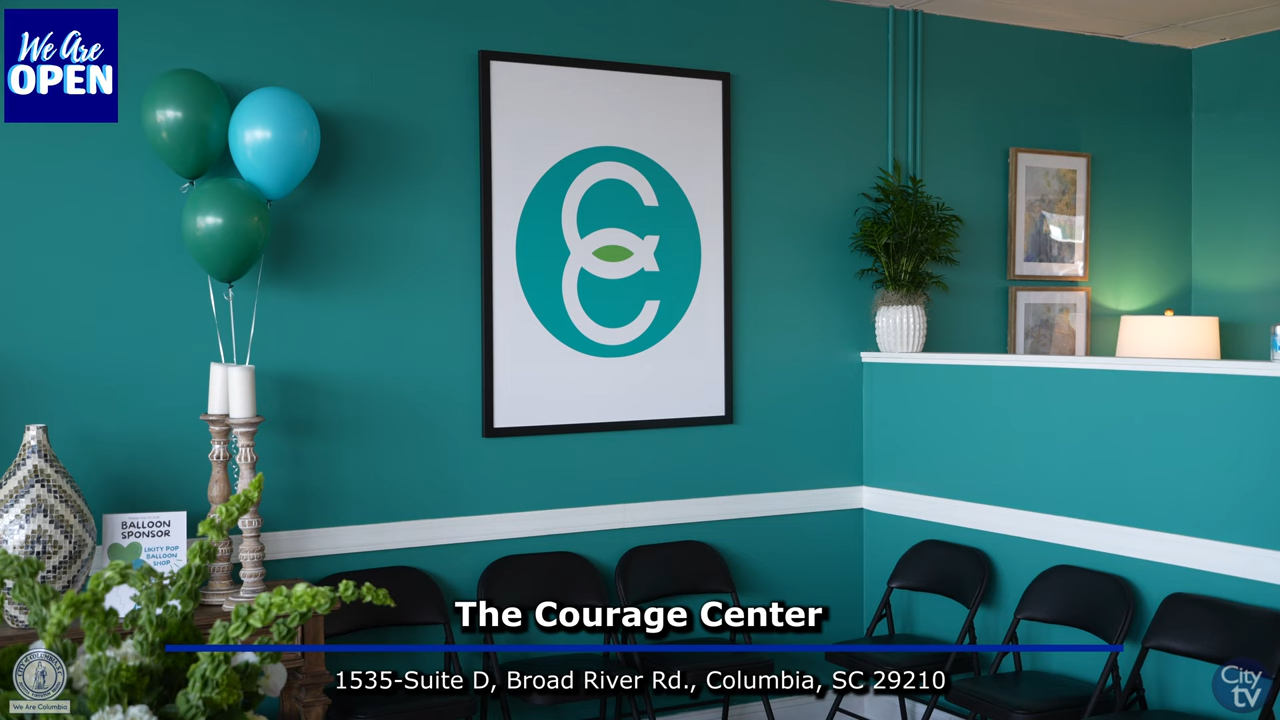 We Are
OPEN
BALLOON
SPONSOR
LIKITY POP
BALLOON
SHOP
The Courage Center
1535-Suite D, Broad River Rd., Columbia, SC 29210
We Are Columbia
City
tv